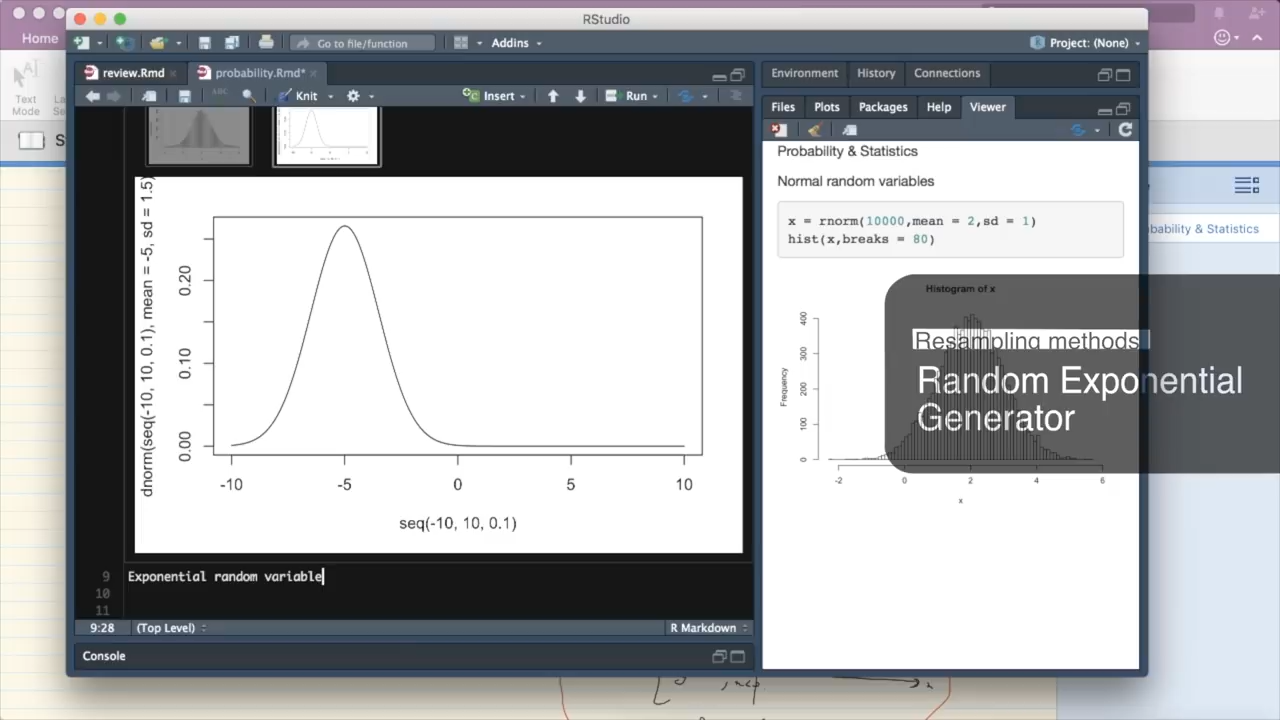 RStudio
Home
Go to file/function
Addins
Project: (None)
Text
Mode
review.Rmd
probability.Rmd*
Environment
History
Connections
ABC
Knit
Insert
Run
Files
Plots
Packages
Help
Viewer
Probability & Statistics
Normal random variables
x = rnorm(10000,mean = 2,sd = 1)
hist(x,breaks = 80)
bability & Statistics
Histogram of x
Frequency
400
300
200
100
0
-2
0
2
4
6
x
Resampling methods
Random Exponential
Generator
dnorm(seq(-10, 10, 0.1), mean = -5, sd = 1.5)
0.20
0.10
0.00
-10
-5
0
5
10
seq(-10, 10, 0.1)
9 Exponential random variable
10
11
9:28
(Top Level)
R Markdown
Console